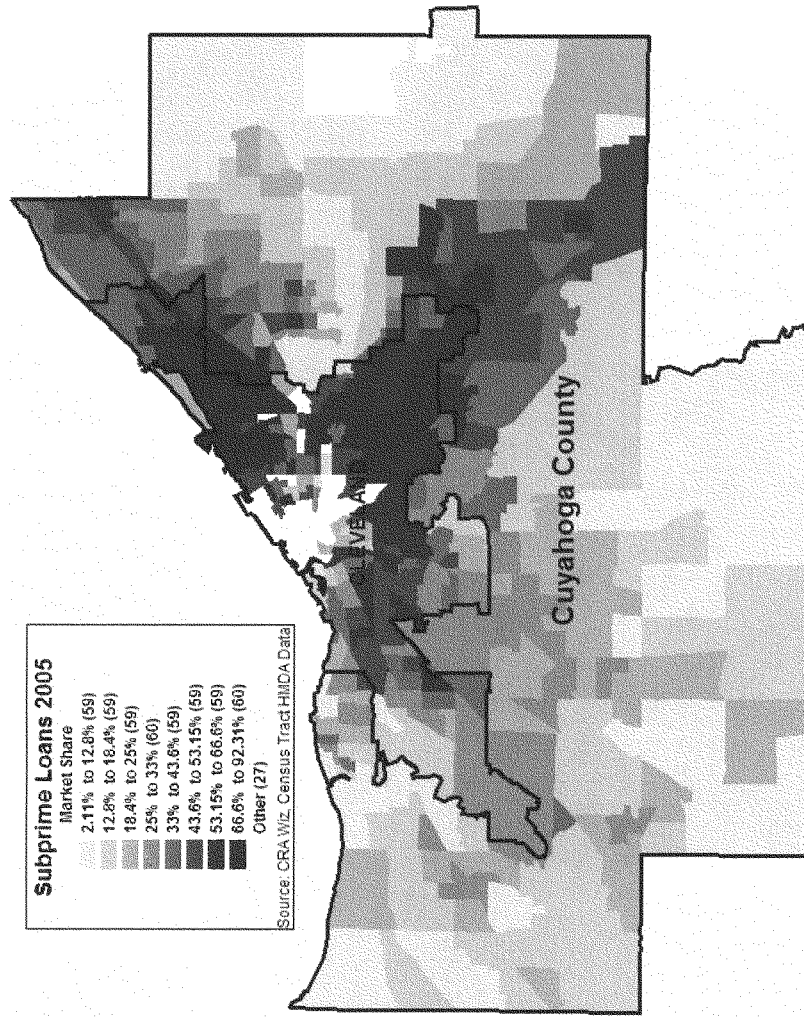 Subprime Loans 2005
Market Share
2.11% to 12.8% (59)
12.8% to 18.4% (59)
18.4% to 25% (59)
25% to 33% (60)
33% to 43.6% (59)
43.6% to 53.15% (59)
53.15% to 66.6% (59)
66.6% to 92.31% (60)
Other (27)
Source: CRA Wiz, Census Tract HMDA Data
CLEVELAND
Cuyahoga County